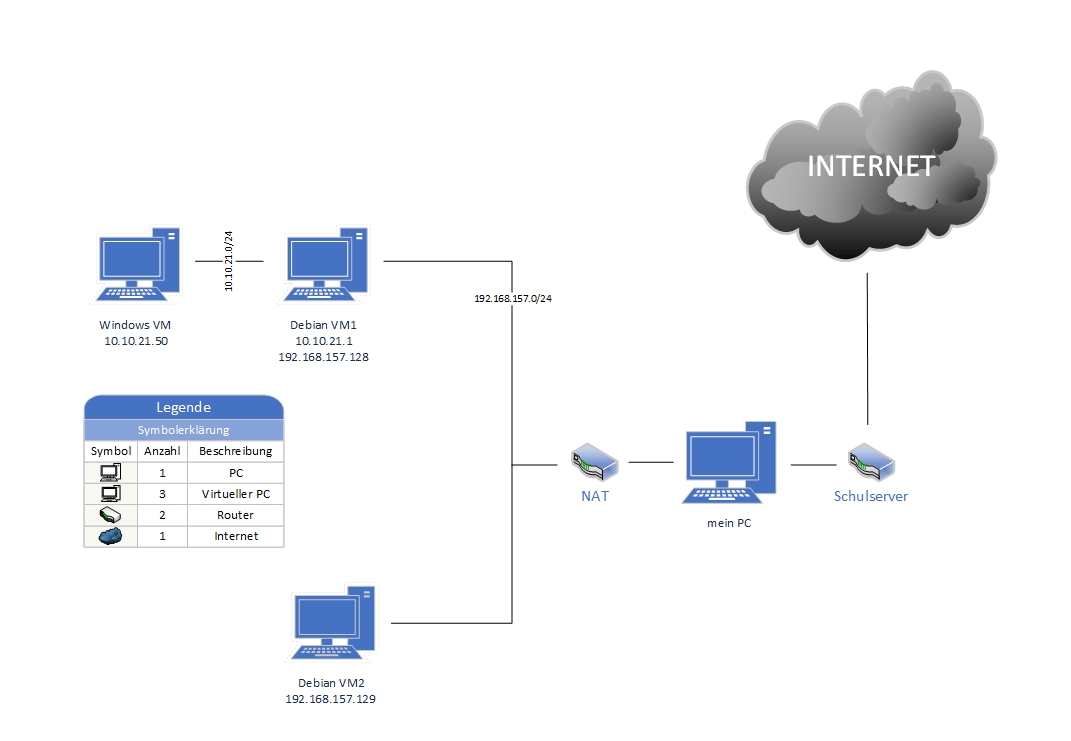 INTERNET
10.10.21.0/24
192.168.157.0/24
Windows VM
10.10.21.50
Debian VM1
10.10.21.1
192.168.157.128
Legende
Symbolerklärung
Symbol Anzahl Beschreibung
1 PC
3 Virtueller PC
2 Router
1 Internet
NAT
mein PC
Schulserver
Debian VM2
192.168.157.129